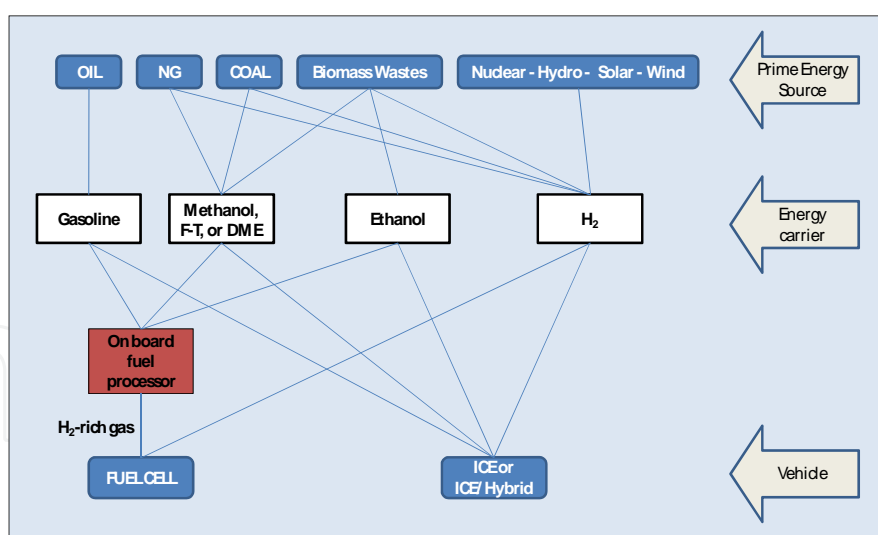 OIL
NG
COAL
Biomass Wastes
Nuclear - Hydro - Solar - Wind
Prime Energy
Source
Gasoline
Methanol,
F-T, or DME
Ethanol
H₂
Energy
carrier
On board
fuel
processor
H₂-rich gas
FUEL CELL
ICE or
ICE/ Hybrid
Vehicle